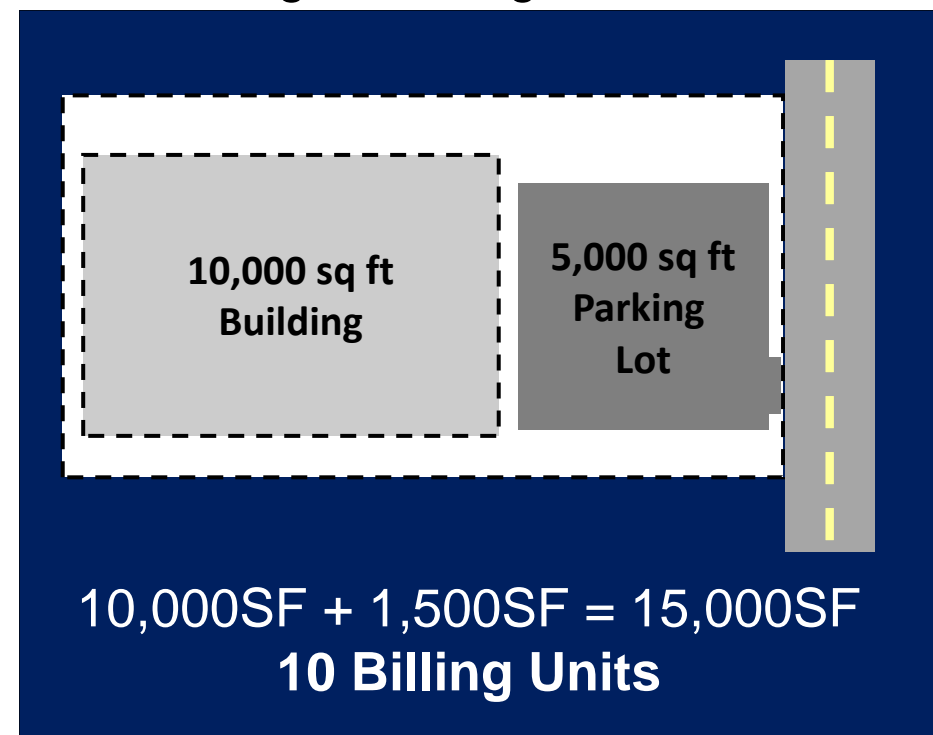 10,000 sq ft
Building
5,000 sq ft
Parking
Lot
10,000SF + 1,500SF = 15,000SF
10 Billing Units